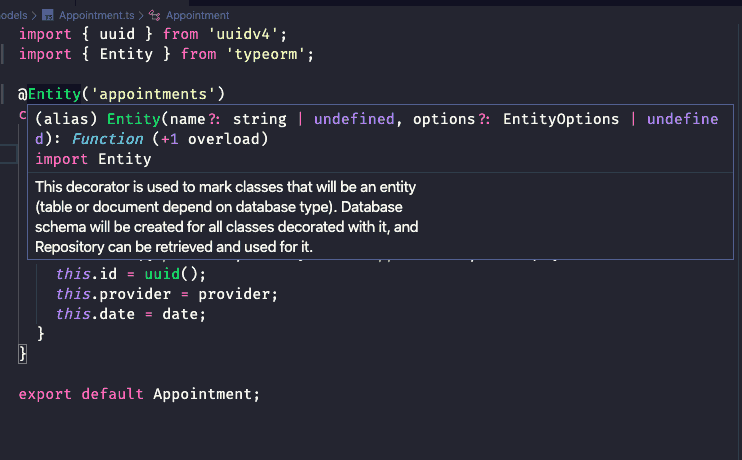 odels > TS Appointment.ts > Appointment
import { uuid } from 'uuidv4';
import { Entity } from 'typeorm';
@Entity('appointments')
c
(alias) Entity(name?: string | undefined, options?: EntityOptions | undefine
d): Function (+1 overload)
import Entity
This decorator is used to mark classes that will be an entity
(table or document depend on database type). Database
schema will be created for all classes decorated with it, and
Repository can be retrieved and used for it.
this.id = uuid();
this.provider = provider;
this.date = date;
}
}
export default Appointment;